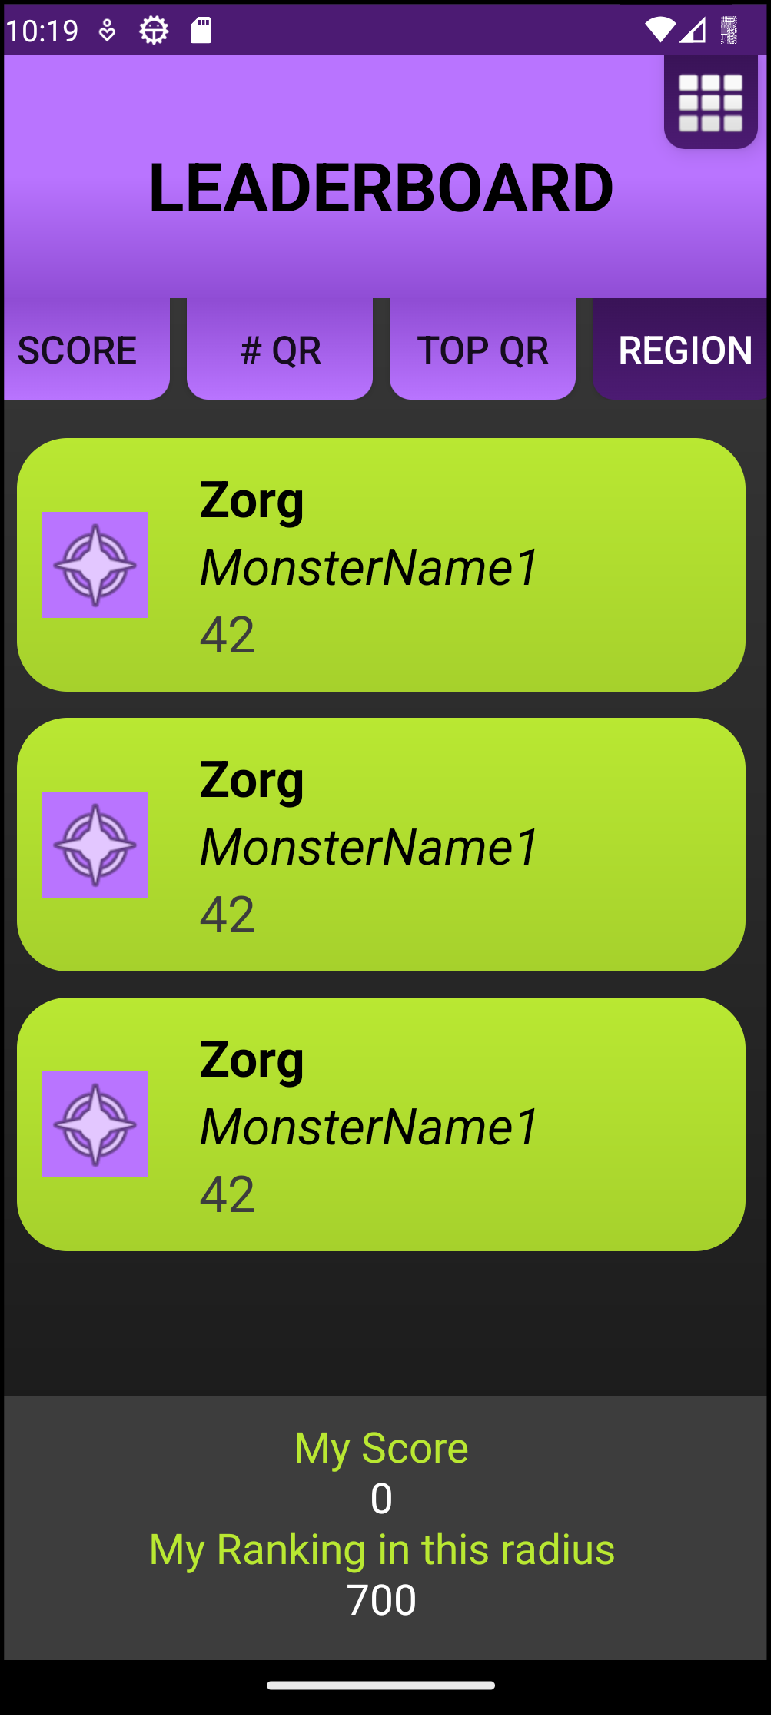 10:19
LEADERBOARD
SCORE # QR TOP QR REGION
Zorg
MonsterName1
42
Zorg
MonsterName1
42
Zorg
MonsterName1
42
My Score
0
My Ranking in this radius
700